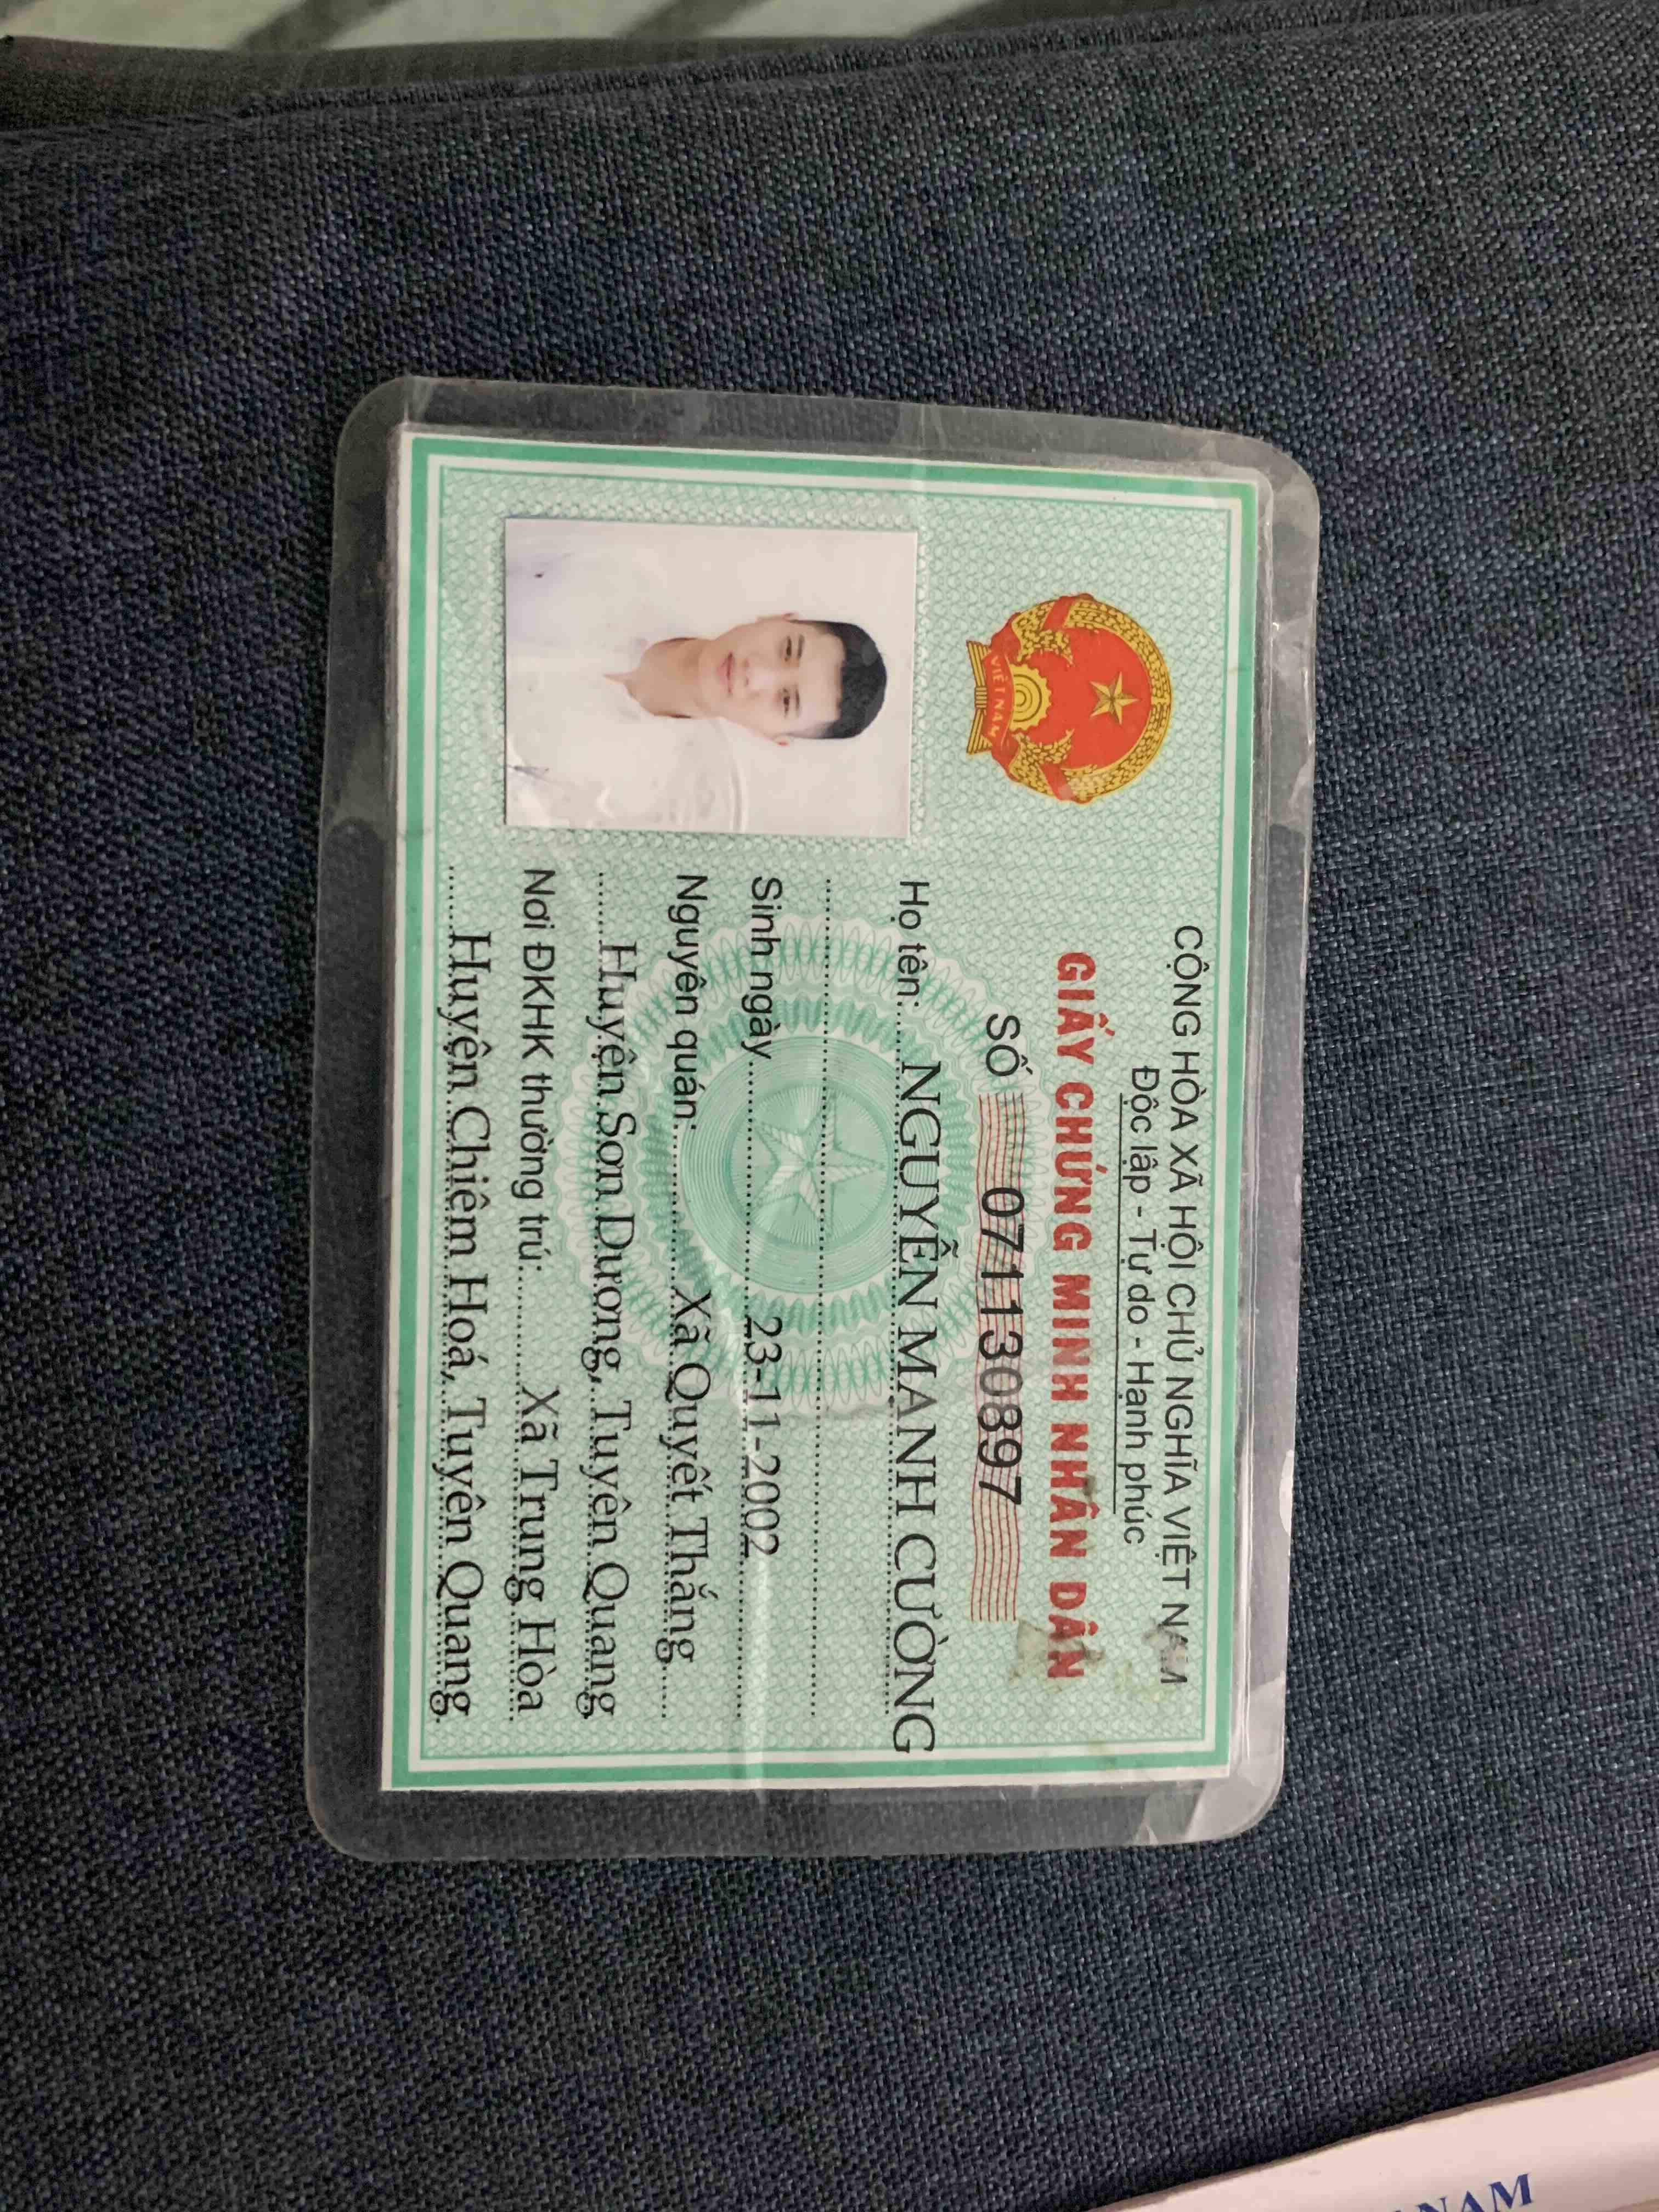 CỘNG HÒA XÃ HỘI CHỦ NGHĨA VIỆT NAM
Độc lập - Tự do - Hạnh phúc
GIẤY CHỨNG MINH NHÂN DÂN
SỐ 071130897
Họ tên: NGUYỄN MẠNH CƯỜNG
Sinh ngày 23-11-2002
Nguyên quán: Xã Quyết Thắng
Huyện Sơn Dương, Tuyên Quang
Nơi ĐKHK thường trú: Xã Trung Hòa
Huyện Chiêm Hoá, Tuyên Quang
VIỆT NAM
NAM